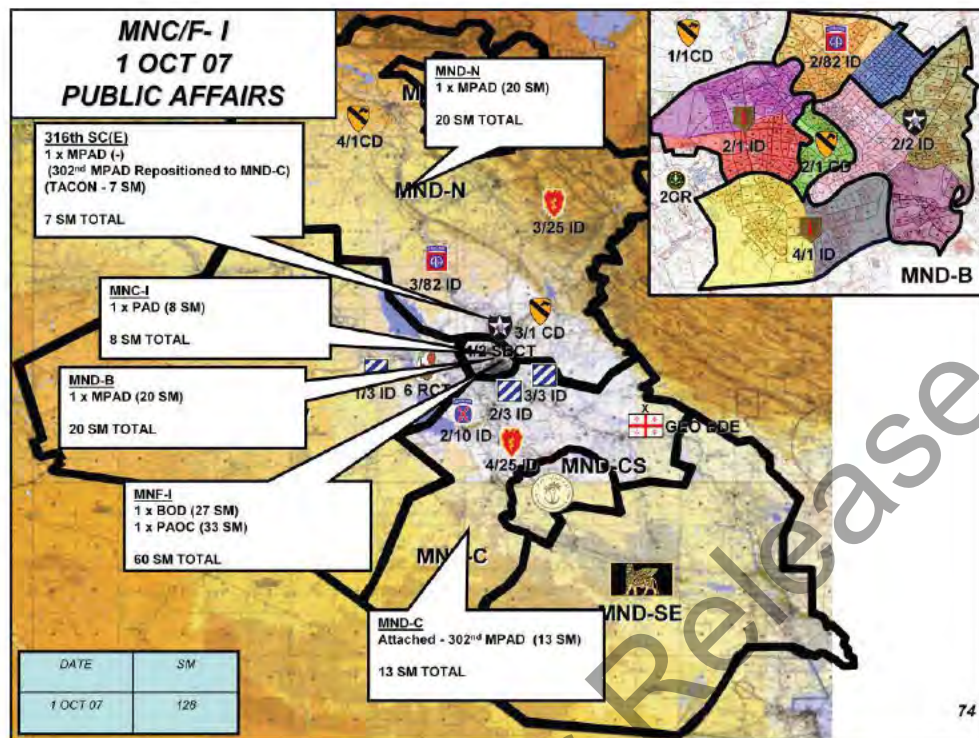 MNC/F- I
1 OCT 07
PUBLIC AFFAIRS
316th SC(E)
1 x MPAD (-)
(302nd MPAD Repositioned to MND-C)
(TACON - 7 SM)
7 SM TOTAL
MNC-I
1 x PAD (8 SM)
8 SM TOTAL
MND-B
1 x MPAD (20 SM)
20 SM TOTAL
MNF-I
1 x BOD (27 SM)
1 x PAOC (33 SM)
60 SM TOTAL
MND-N
1 x MPAD (20 SM)
20 SM TOTAL
MND-C
Attached - 302nd MPAD (13 SM)
13 SM TOTAL
4/1CD
MND-N
3/25 ID
3/82 ID
3/1 CD
SBCT
1/3 ID
6 RCT
3/3 ID
2/3 ID
2/10 ID
4/25 ID
X
GEO BDE
MND-CS
MND-SE
1/1CD
2/82 ID
2/1 ID
2/1 CD
2/2 ID
2CR
4/1 ID
MND-B
DATE SM
1 OCT 07 128
Release
74